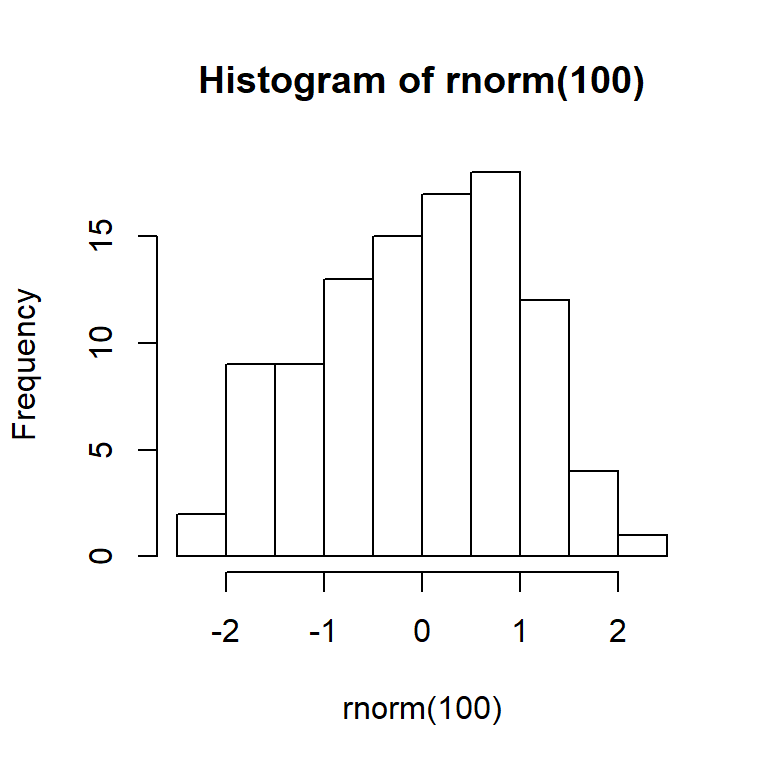 Histogram of rnorm(100)
Frequency
15
10
5
0
-2 -1 0 1 2
rnorm(100)